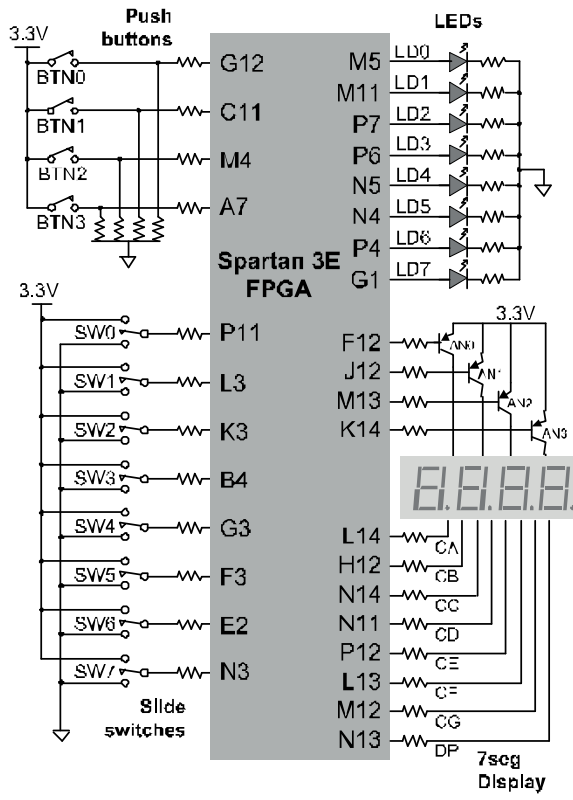 Push
buttons
3.3V
BTN0
BTN1
BTN2
BTN3
G12
C11
M4
A7
LEDs
M5
LD0
M11
LD1
P7
LD2
P6
LD3
N5
LD4
N4
LD5
P4
LD6
G1
LD7
Spartan 3E
FPGA
3.3V
SW0
P11
SW1
L3
SW2
K3
SW3
B4
SW4
G3
SW5
F3
SW6
E2
SW7
N3
Slide
switches
3.3V
F12
AN0
J12
AN1
M13
AN2
K14
AN3
L14
CA
H12
CB
N14
CC
N11
CD
P12
CE
L13
CF
M12
CG
N13
DP
7seg
Display